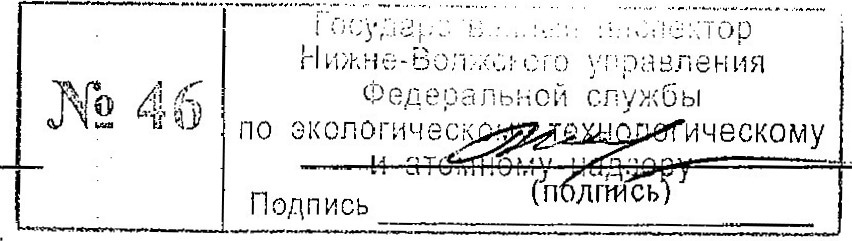 № 46
Государственный инспектор
Нижне-Волжского управления
Федеральной службы
по экологическому технологическому
и атомному надзору
(подпись)
Подпись